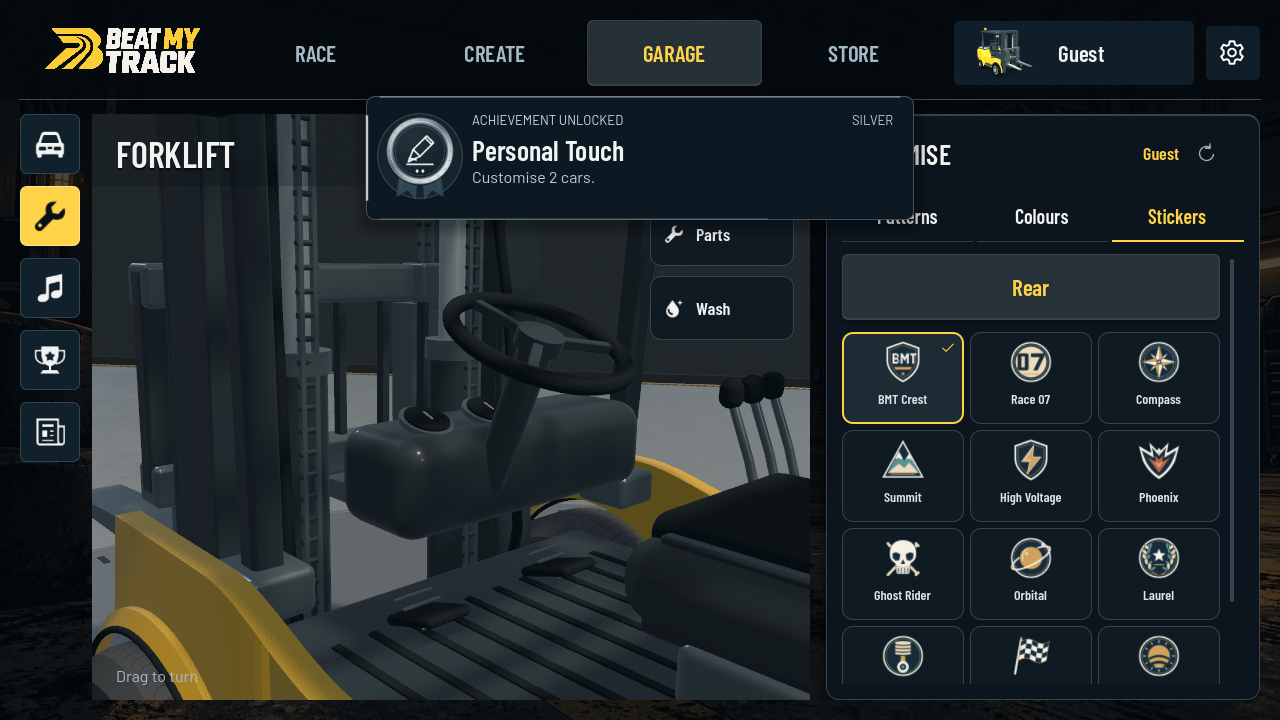 BEAT MY TRACK
RACE
CREATE
GARAGE
STORE
Guest
ACHIEVEMENT UNLOCKED
SILVER
Personal Touch
Customise 2 cars.
FORKLIFT
MISE
Guest
Patterns
Colours
Stickers
Parts
Wash
Rear
BMT
BMT Crest
07
Race 07
Compass
Summit
High Voltage
Phoenix
Ghost Rider
Orbital
Laurel
Drag to turn